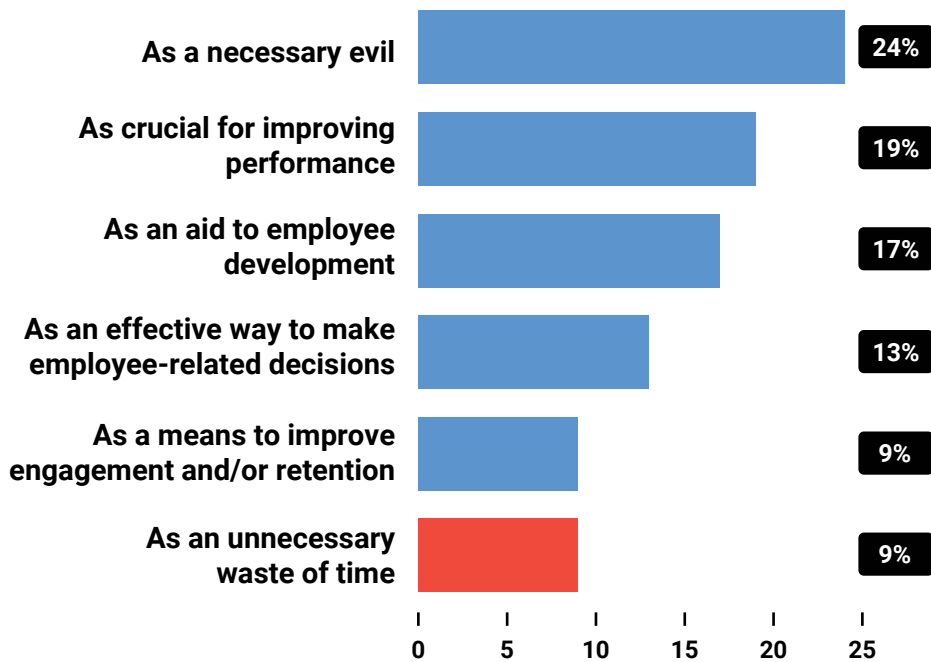 As a necessary evil
24%
As crucial for improving
performance
19%
As an aid to employee
development
17%
As an effective way to make
employee-related decisions
13%
As a means to improve
engagement and/or retention
9%
As an unnecessary
waste of time
9%
0 5 10 15 20 25